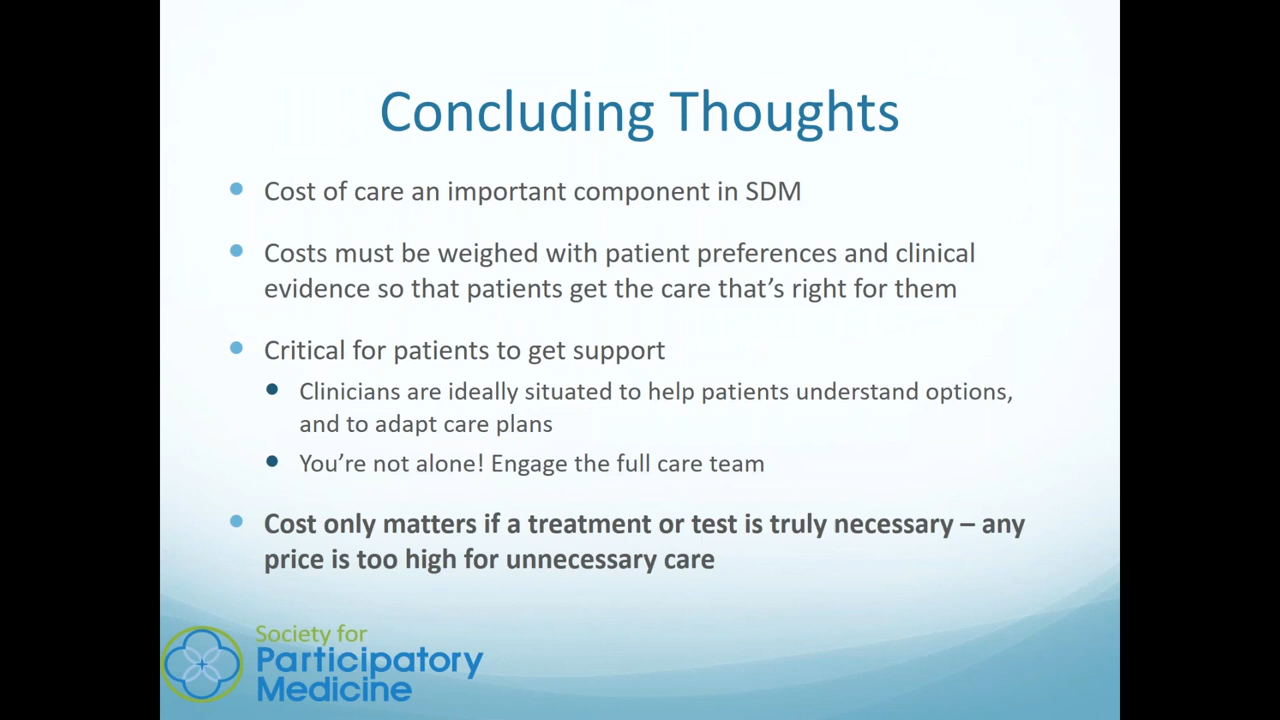 Concluding Thoughts
Cost of care an important component in SDM
Costs must be weighed with patient preferences and clinical
evidence so that patients get the care that’s right for them
Critical for patients to get support
Clinicians are ideally situated to help patients understand options,
and to adapt care plans
You’re not alone! Engage the full care team
Cost only matters if a treatment or test is truly necessary – any
price is too high for unnecessary care
Society for
Participatory
Medicine